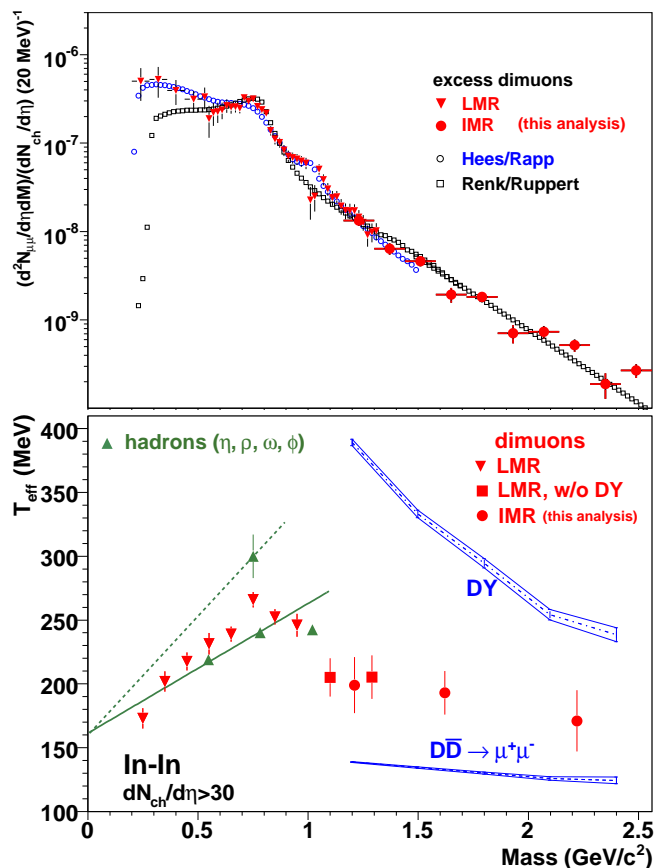 (d²N_μμ/dηdM)/(dN_ch/dη) (20 MeV)⁻¹
10⁻⁶
10⁻⁷
10⁻⁸
10⁻⁹
excess dimuons
LMR
IMR (this analysis)
Hees/Rapp
Renk/Ruppert
T_eff (MeV)
400
350
300
250
200
150
100
hadrons (η, ρ, ω, ϕ)
dimuons
LMR
LMR, w/o DY
IMR (this analysis)
DY
DD̅ → μ⁺μ⁻
In-In
dN_ch/dη>30
0 0.5 1 1.5 2 2.5
Mass (GeV/c²)